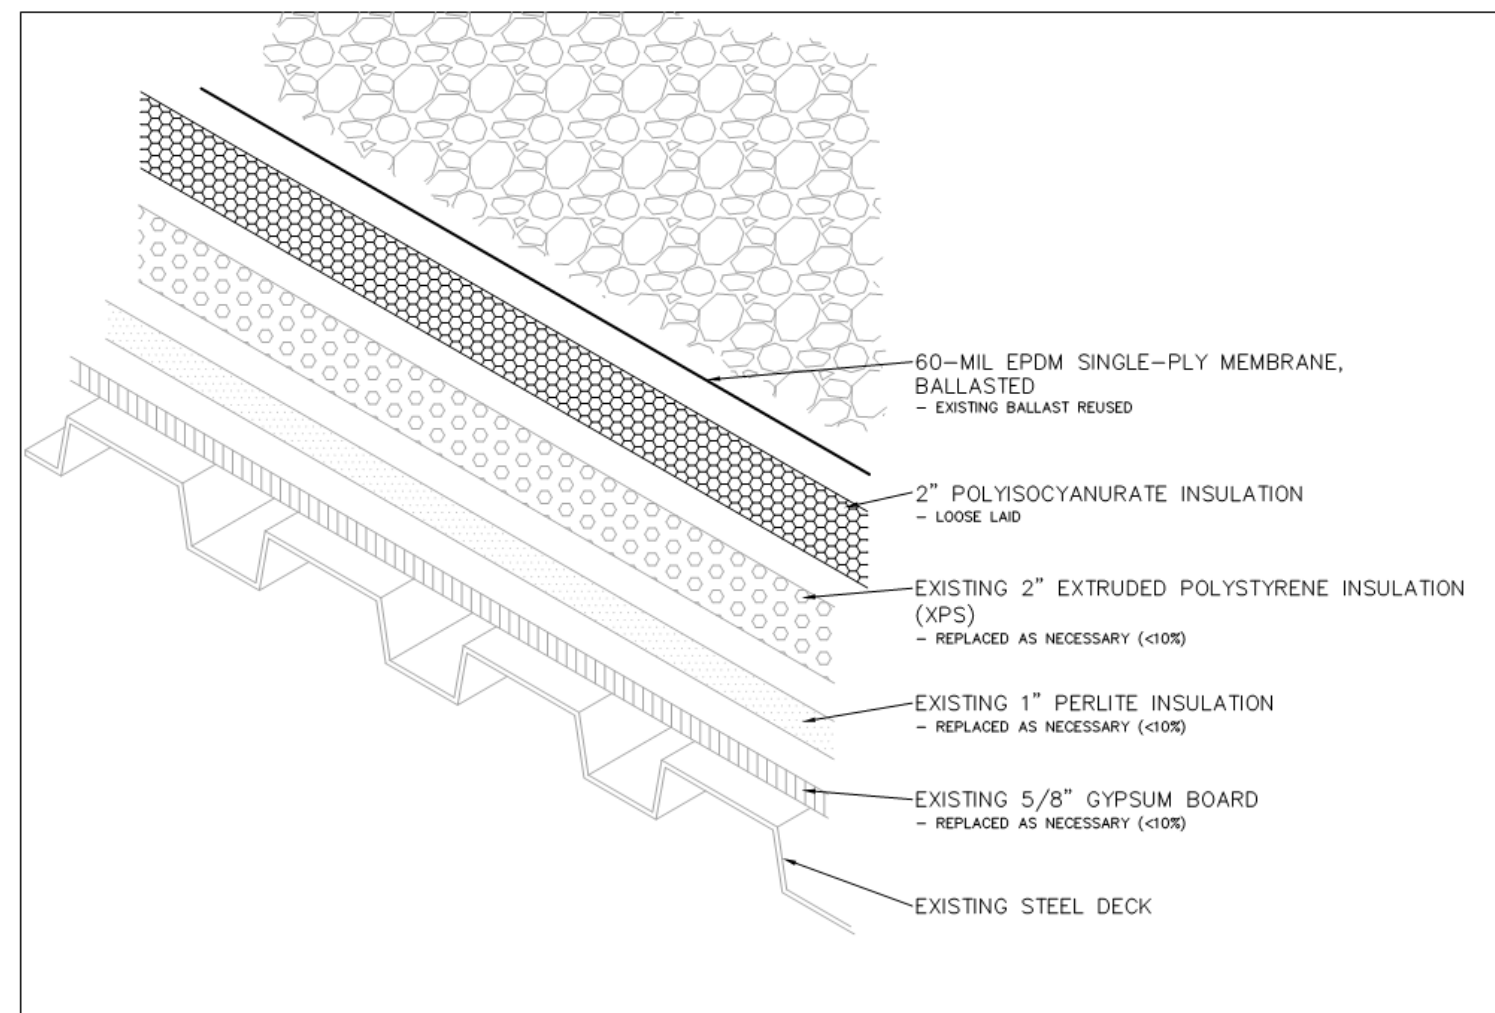 60-MIL EPDM SINGLE-PLY MEMBRANE,
BALLASTED
- EXISTING BALLAST REUSED
2" POLYISOCYANURATE INSULATION
- LOOSE LAID
EXISTING 2" EXTRUDED POLYSTYRENE INSULATION
(XPS)
- REPLACED AS NECESSARY (<10%)
EXISTING 1" PERLITE INSULATION
- REPLACED AS NECESSARY (<10%)
EXISTING 5/8" GYPSUM BOARD
- REPLACED AS NECESSARY (<10%)
EXISTING STEEL DECK